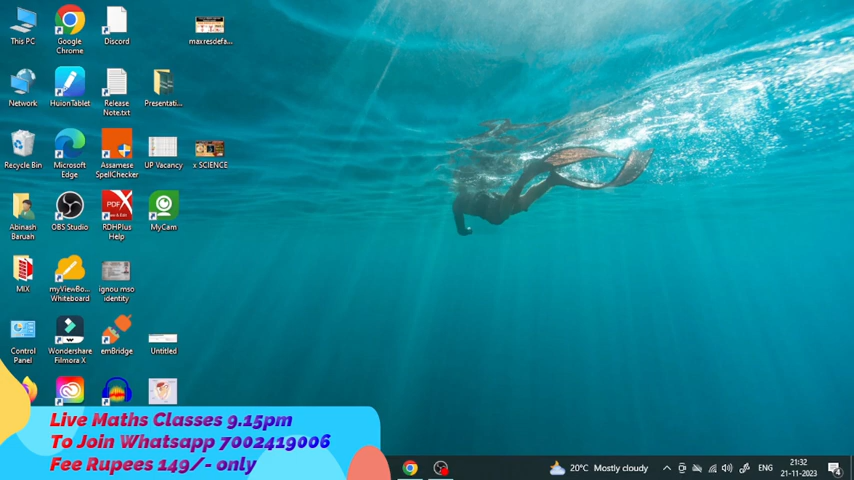 This PC
Google
Chrome
Discord
maxresdefa...
Network
HuionTablet
Release
Note.txt
Presentati...
Recycle Bin
Microsoft
Edge
Assamese
SpellChecker
UP Vacancy
x SCIENCE
Abinash
Baruah
OBS Studio
RDHPlus
Help
MyCam
MIX
myViewBo...
Whiteboard
ignou mso
identity
Control
Panel
Wondershare
Filmora X
emBridge
Untitled
Live Maths Classes 9.15pm
To Join Whatsapp 7002419006
Fee Rupees 149/- only
20°C Mostly cloudy
ENG
21:32
21-11-2023
4